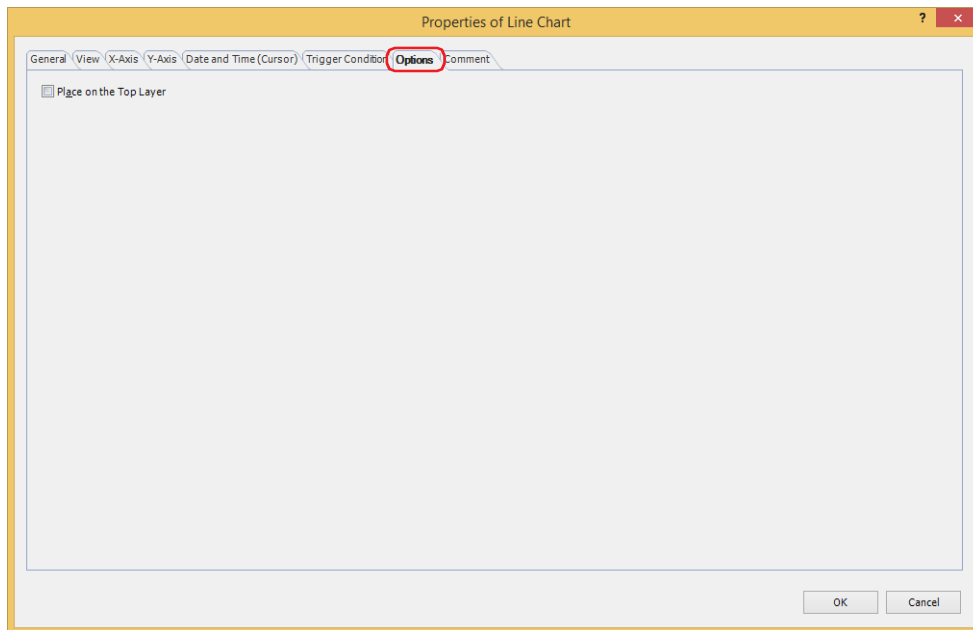 Properties of Line Chart
?
General View X-Axis Y-Axis Date and Time (Cursor) Trigger Condition Options Comment
Place on the Top Layer
OK Cancel